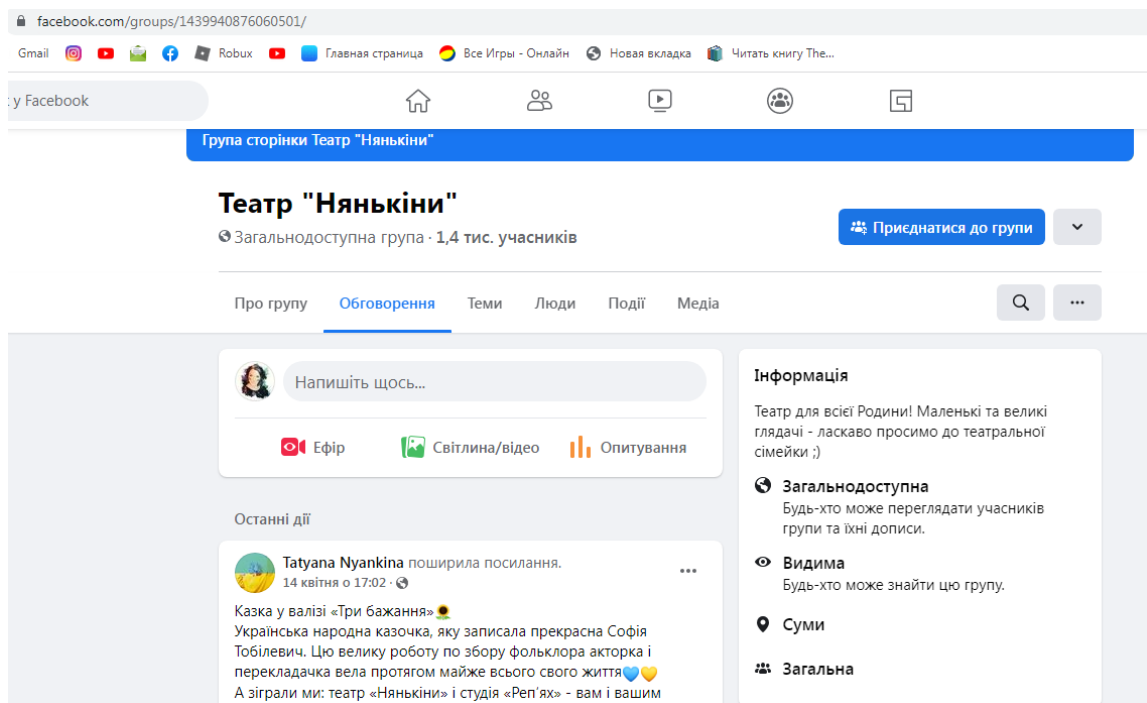 facebook.com/groups/1439940876060501/
Gmail Robux Главная страница Все Игры - Онлайн Новая вкладка Читать книгу The...
у Facebook
Група сторінки Театр "Нянькіни"
Театр "Нянькіни"
Загальнодоступна група · 1,4 тис. учасників
Приєднатися до групи
Про групу Обговорення Теми Люди Події Медіа
Напишіть щось...
Ефір Світлина/відео Опитування
Останні дії
Tatyana Nyankina поширила посилання.
14 квітня о 17:02 ·
Казка у валізі «Три бажання»🌻
Українська народна казочка, яку записала прекрасна Софія
Тобілевич. Цю велику роботу по збору фольклора акторка і
перекладачка вела протягом майже всього свого життя💙💛
А зіграли ми: театр «Нянькіни» і студія «Реп'ях» - вам і вашим
Інформація
Театр для всієї Родини! Маленькі та великі
глядачі - ласкаво просимо до театральної
сімейки ;)
Загальнодоступна
Будь-хто може переглядати учасників
групи та їхні дописи.
Видима
Будь-хто може знайти цю групу.
Суми
Загальна